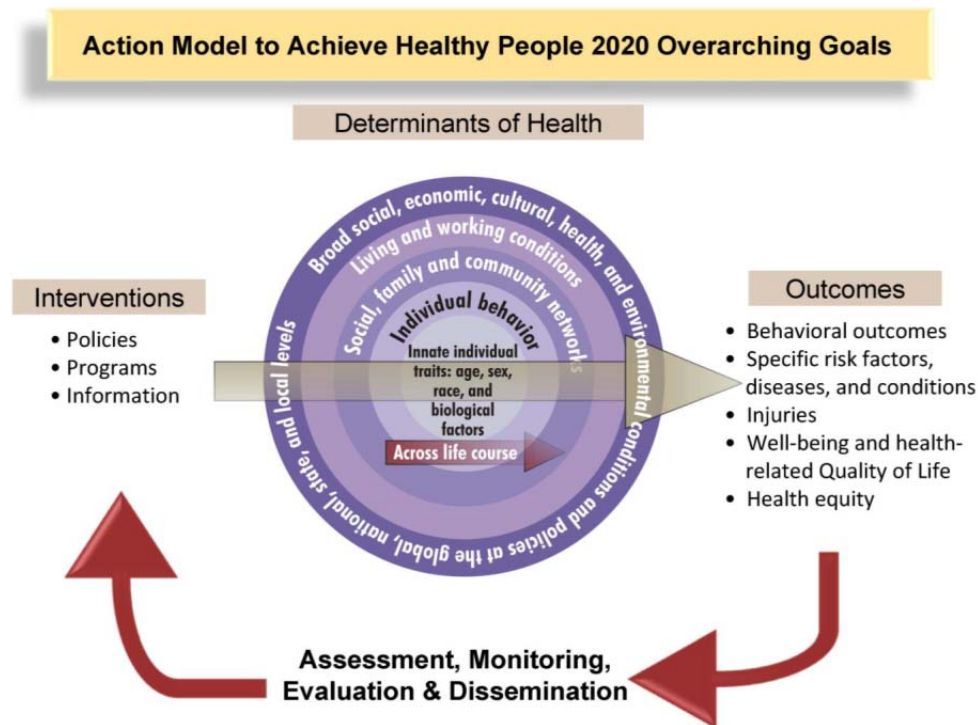 Action Model to Achieve Healthy People 2020 Overarching Goals
Determinants of Health
Broad social, economic, cultural, health, and environmental conditions and policies at the global, national, state, and local levels
Living and working conditions
Social, family and community networks
Individual behavior
Innate individual
traits: age, sex,
race, and
biological
factors
Across life course
Interventions
• Policies
• Programs
• Information
Outcomes
• Behavioral outcomes
• Specific risk factors,
diseases, and conditions
• Injuries
• Well-being and health-
related Quality of Life
• Health equity
Assessment, Monitoring,
Evaluation & Dissemination